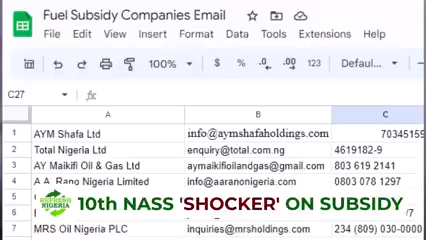 Fuel Subsidy Companies Email
File Edit View Insert Format Data Tools Extensions Help
100% $ % .0 .00 123 Defaul...
C27 fx
A B C
1 AYM Shafa Ltd info@aymshafaholdings.com 70345159
2 Total Nigeria Ltd enquiry@total.com.ng 4619182-9
3 AY Maikifi Oil & Gas Ltd aymaikifioilandgas@gmail.com 803 619 2141
4 A.A. Rano Nigeria Limited info@aaranonigeria.com 0803 078 1297
REFRESH NIGERIA 10th NASS 'SHOCKER' ON SUBSIDY
7 MRS Oil Nigeria PLC inquiries@mrsholdings.com 234 (809) 030-0000